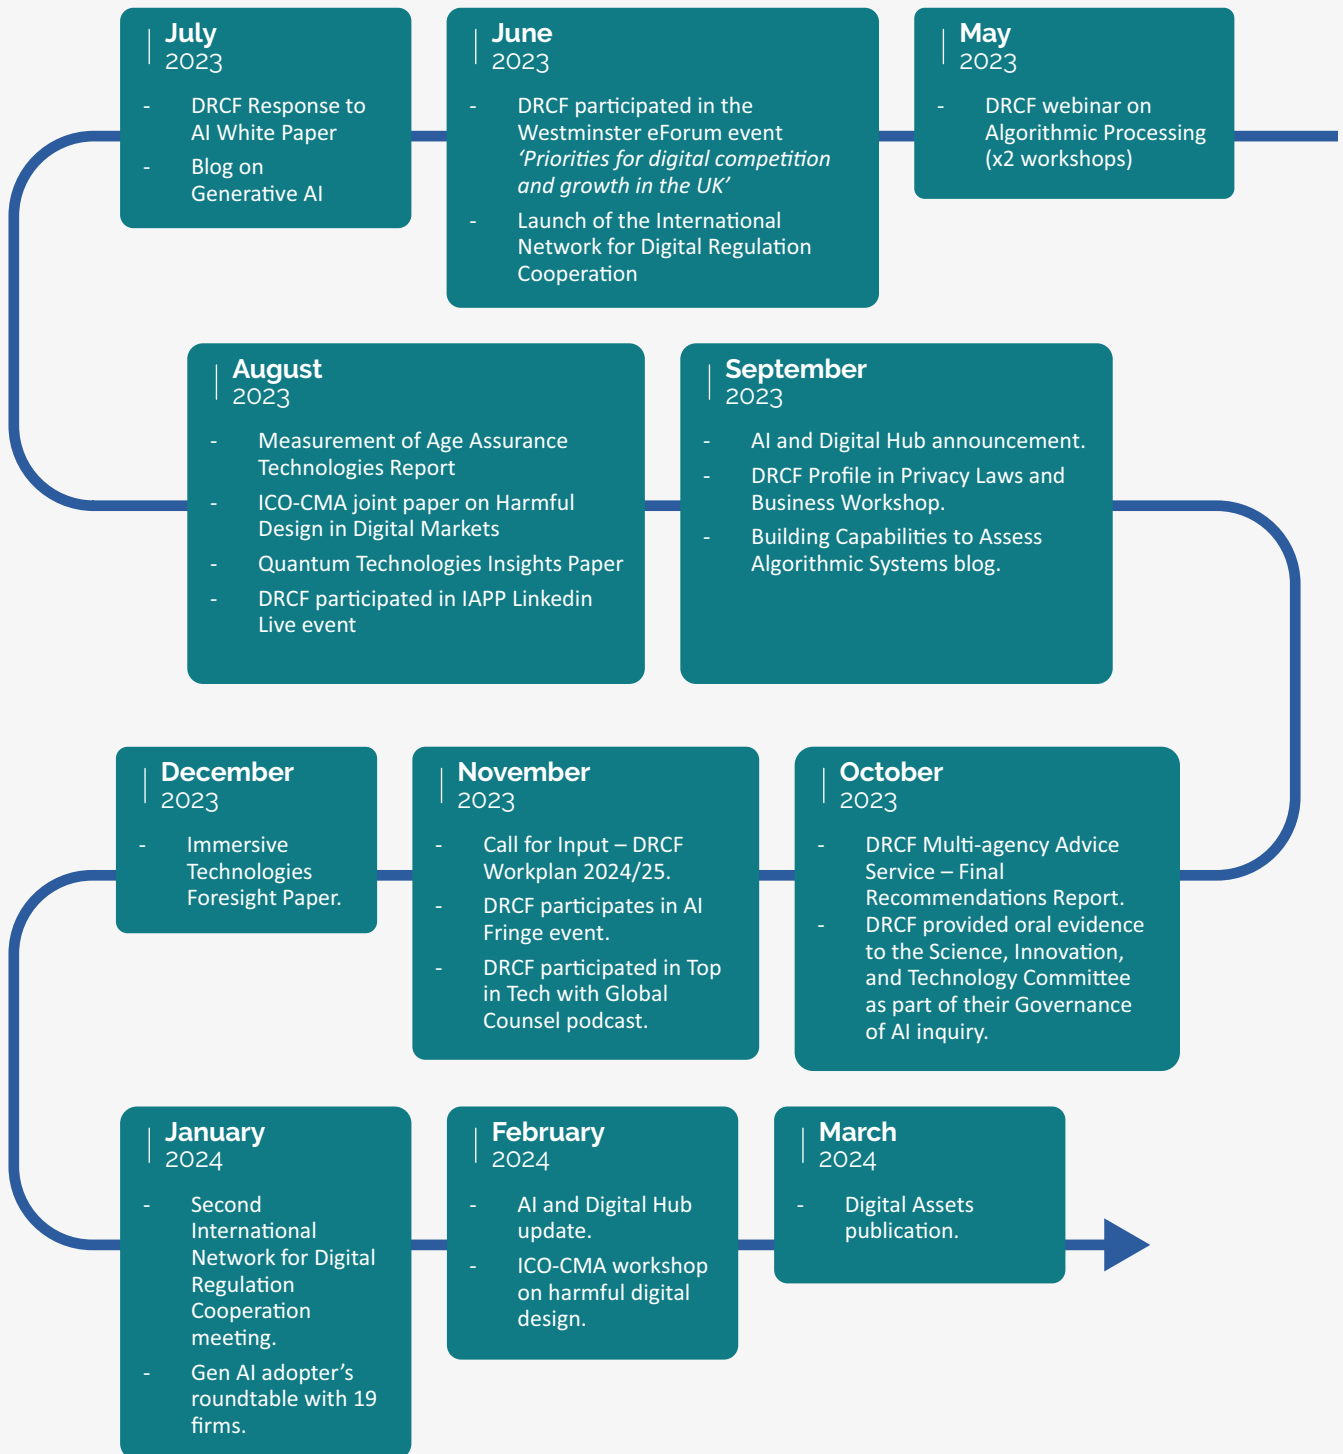 May
2023
- DRCF webinar on
Algorithmic Processing
(x2 workshops)
June
2023
- DRCF participated in the
Westminster eForum event
‘Priorities for digital competition
and growth in the UK’
- Launch of the International
Network for Digital Regulation
Cooperation
July
2023
- DRCF Response to
AI White Paper
- Blog on
Generative AI
August
2023
- Measurement of Age Assurance
Technologies Report
- ICO-CMA joint paper on Harmful
Design in Digital Markets
- Quantum Technologies Insights Paper
- DRCF participated in IAPP Linkedin
Live event
September
2023
- AI and Digital Hub announcement.
- DRCF Profile in Privacy Laws and
Business Workshop.
- Building Capabilities to Assess
Algorithmic Systems blog.
October
2023
- DRCF Multi-agency Advice
Service – Final
Recommendations Report.
- DRCF provided oral evidence
to the Science, Innovation,
and Technology Committee
as part of their Governance
of AI inquiry.
November
2023
- Call for Input – DRCF
Workplan 2024/25.
- DRCF participates in AI
Fringe event.
- DRCF participated in Top
in Tech with Global
Counsel podcast.
December
2023
- Immersive
Technologies
Foresight Paper.
January
2024
- Second
International
Network for Digital
Regulation
Cooperation
meeting.
- Gen AI adopter’s
roundtable with 19
firms.
February
2024
- AI and Digital Hub
update.
- ICO-CMA workshop
on harmful digital
design.
March
2024
- Digital Assets
publication.